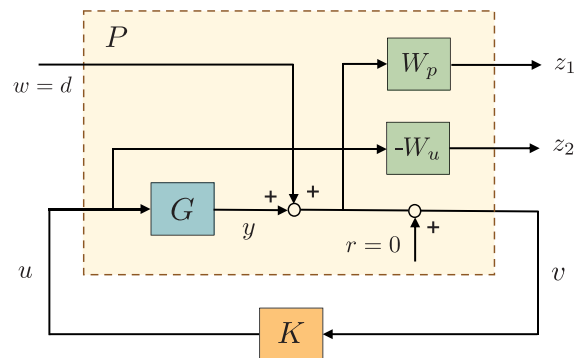 P
W_p
z_1
w = d
-W_u
z_2
+
+
G
y
r = 0
+
u
v
K